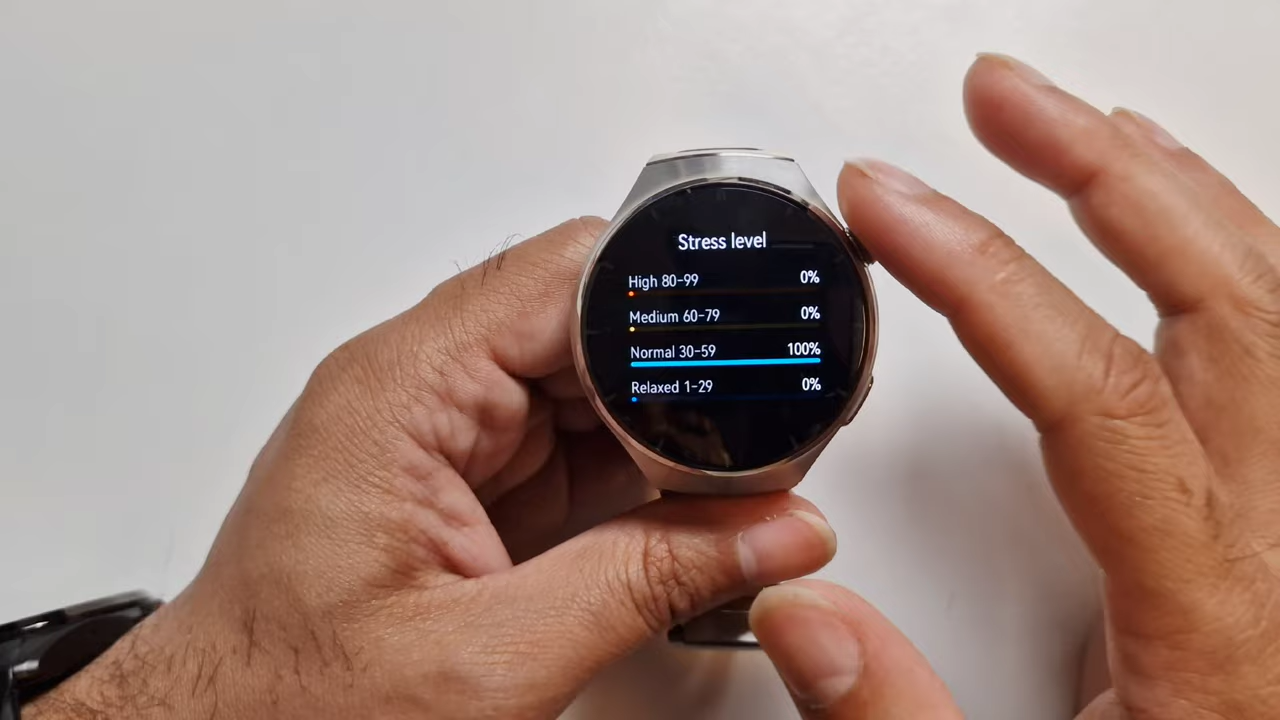 Stress level
High 80-99 0%
Medium 60-79 0%
Normal 30-59 100%
Relaxed 1-29 0%